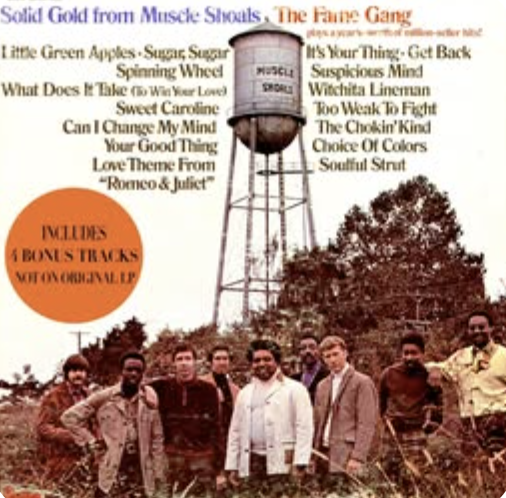 Solid Gold from Muscle Shoals. The Fame Gang
plays a year's-worth of million-seller hits!
Little Green Apples · Sugar, Sugar
Spinning Wheel
What Does It Take (To Win Your Love)
Sweet Caroline
Can I Change My Mind
Your Good Thing
Love Theme From
"Romeo & Juliet"
It's Your Thing · Get Back
Suspicious Mind
Witchita Lineman
Too Weak To Fight
The Chokin' Kind
Choice Of Colors
Soulful Strut
MUSCLE
SHOALS
INCLUDES
4 BONUS TRACKS
NOT ON ORIGINAL LP